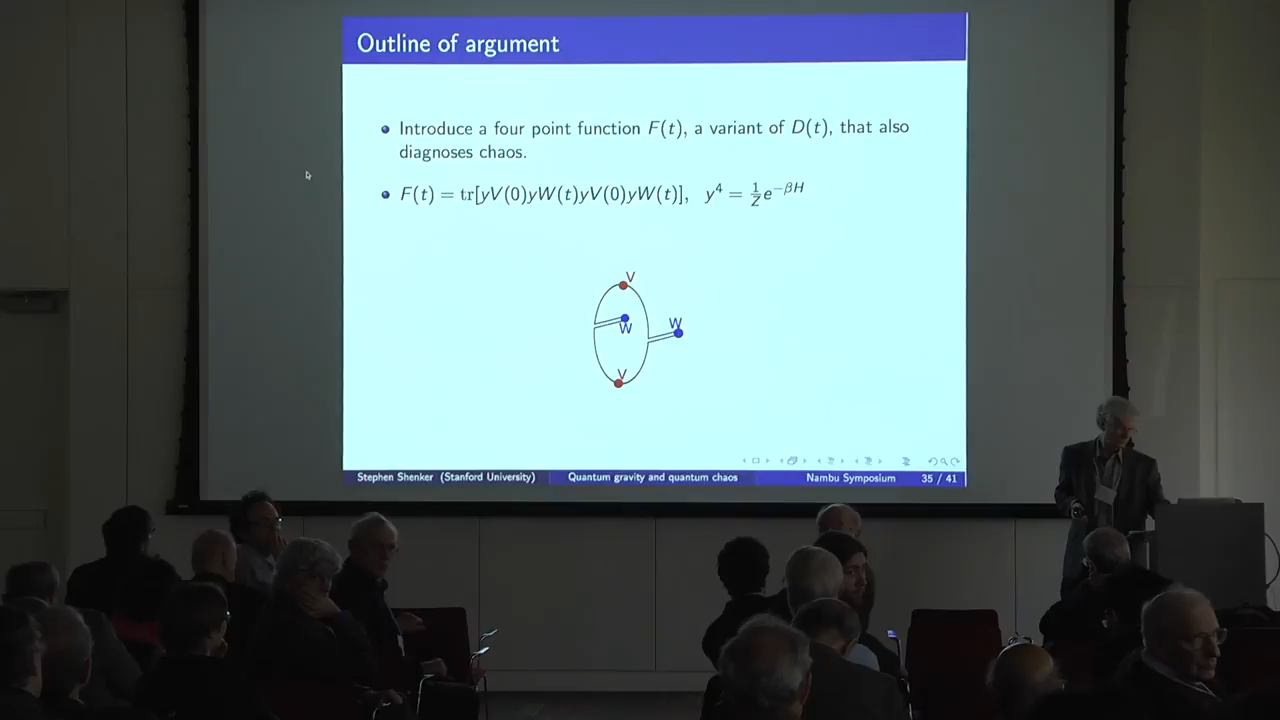 Outline of argument
Introduce a four point function F(t), a variant of D(t), that also
diagnoses chaos.
F(t) = tr[yV(0)yW(t)yV(0)yW(t)], y⁴ = 1/Z e^{−βH}
V
W
W
V
Stephen Shenker (Stanford University) Quantum gravity and quantum chaos Nambu Symposium 35 / 41